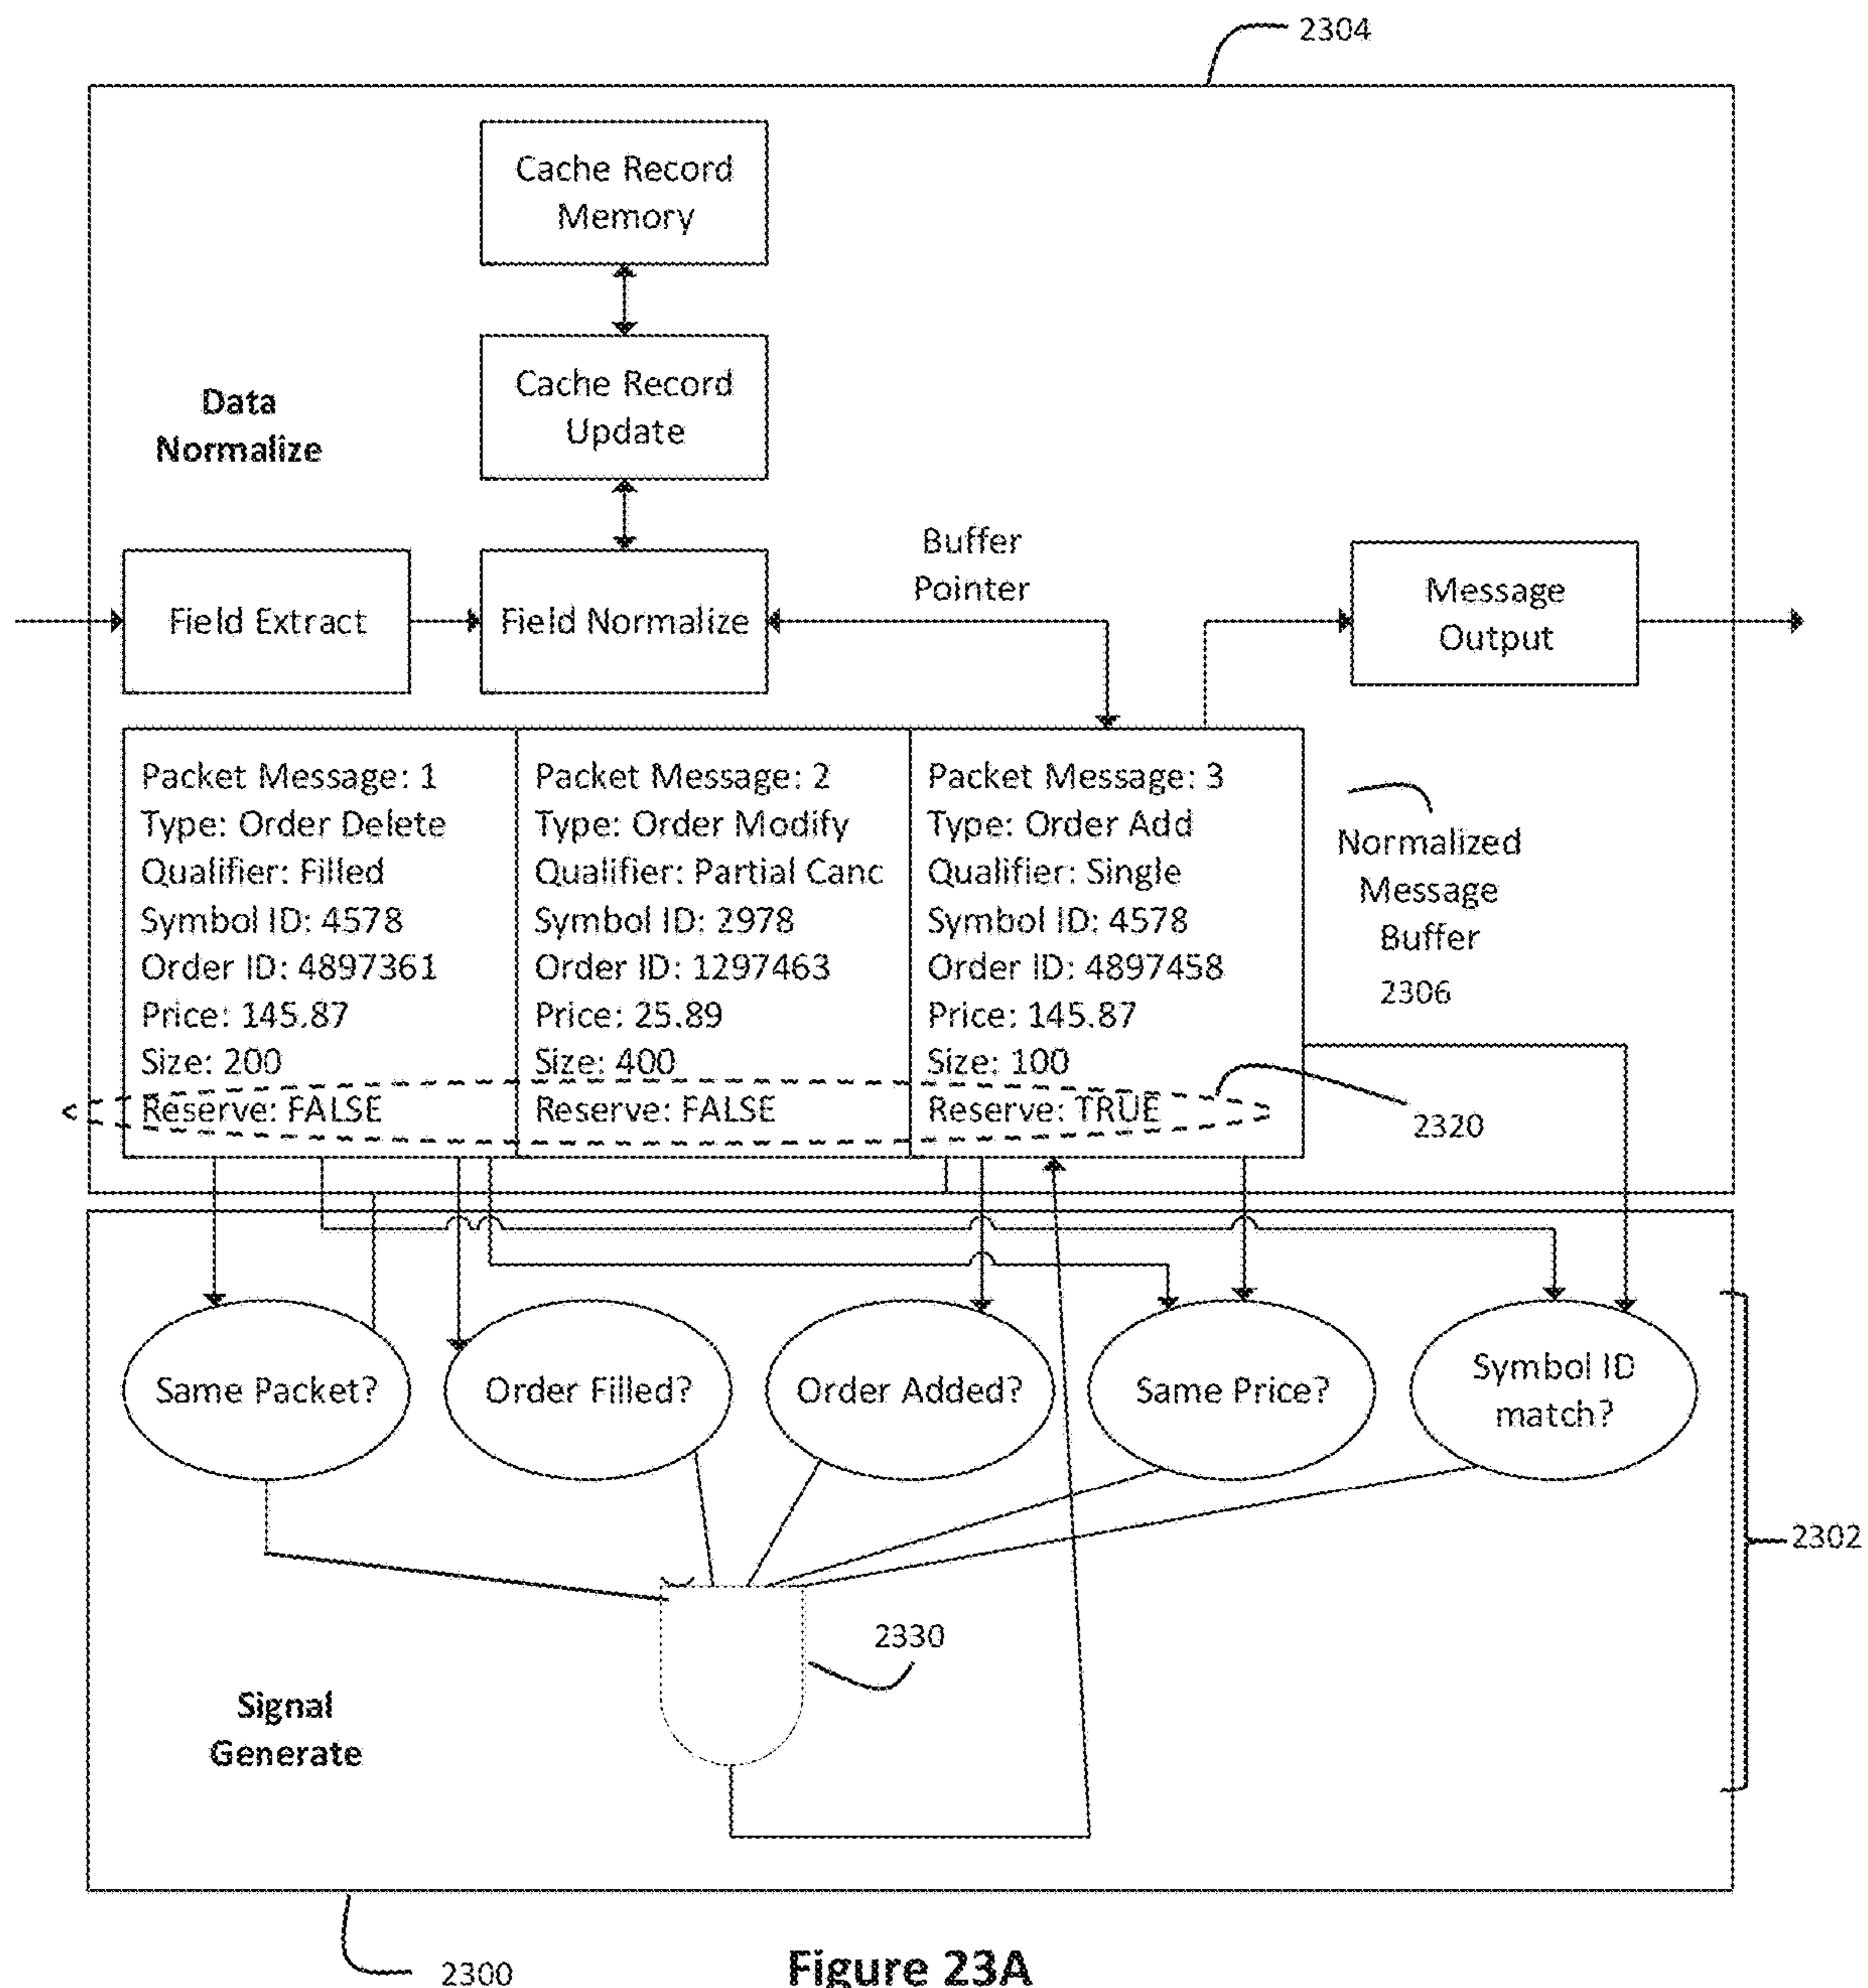 2304
Cache Record
Memory
Cache Record
Update
Data
Normalize
Buffer
Pointer
Field Extract
Field Normalize
Message
Output
Packet Message: 1
Type: Order Delete
Qualifier: Filled
Symbol ID: 4578
Order ID: 4897361
Price: 145.87
Size: 200
Reserve: FALSE
Packet Message: 2
Type: Order Modify
Qualifier: Partial Canc
Symbol ID: 2978
Order ID: 1297463
Price: 25.89
Size: 400
Reserve: FALSE
Packet Message: 3
Type: Order Add
Qualifier: Single
Symbol ID: 4578
Order ID: 4897458
Price: 145.87
Size: 100
Reserve: TRUE
Normalized
Message
Buffer
2306
2320
Same Packet?
Order Filled?
Order Added?
Same Price?
Symbol ID
match?
2302
2330
Signal
Generate
2300
Figure 23A